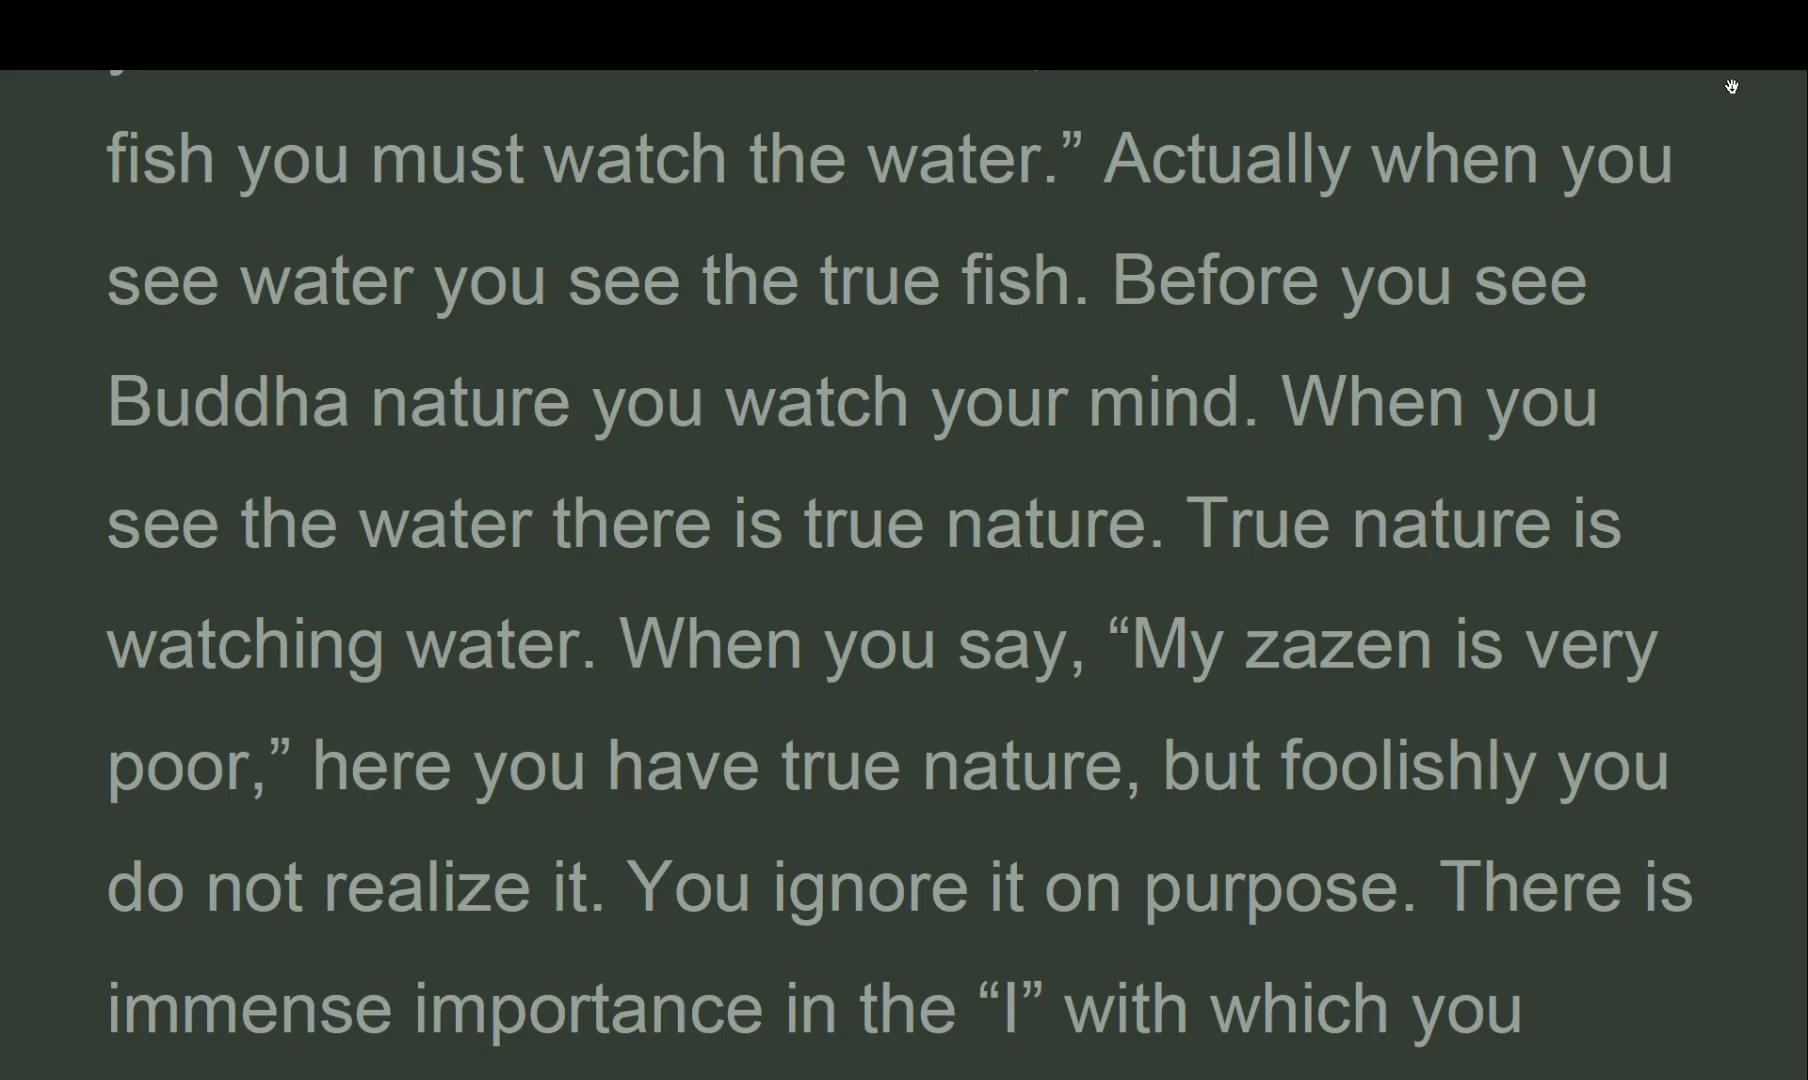 fish you must watch the water.” Actually when you
see water you see the true fish. Before you see
Buddha nature you watch your mind. When you
see the water there is true nature. True nature is
watching water. When you say, “My zazen is very
poor,” here you have true nature, but foolishly you
do not realize it. You ignore it on purpose. There is
immense importance in the “I” with which you